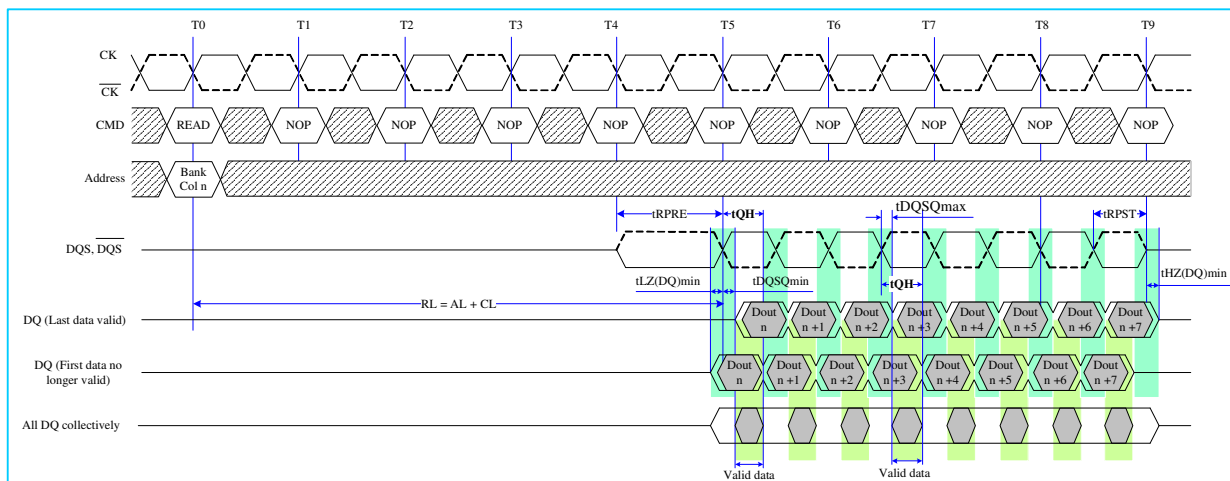 T0 T1 T2 T3 T4 T5 T6 T7 T8 T9
CK
CK
CMD READ NOP NOP NOP NOP NOP NOP NOP NOP NOP
Address
Bank
Col n
tRPRE tQH tDQSQmax tRPST
DQS, DQS
tLZ(DQ)min tDQSQmin tQH tHZ(DQ)min
RL = AL + CL
DQ (Last data valid)
Dout Dout Dout Dout Dout Dout Dout Dout
n n +1 n +2 n +3 n +4 n +5 n +6 n +7
DQ (First data no
longer valid)
Dout Dout Dout Dout Dout Dout Dout Dout
n n +1 n +2 n +3 n +4 n +5 n +6 n +7
All DQ collectively
Valid data Valid data